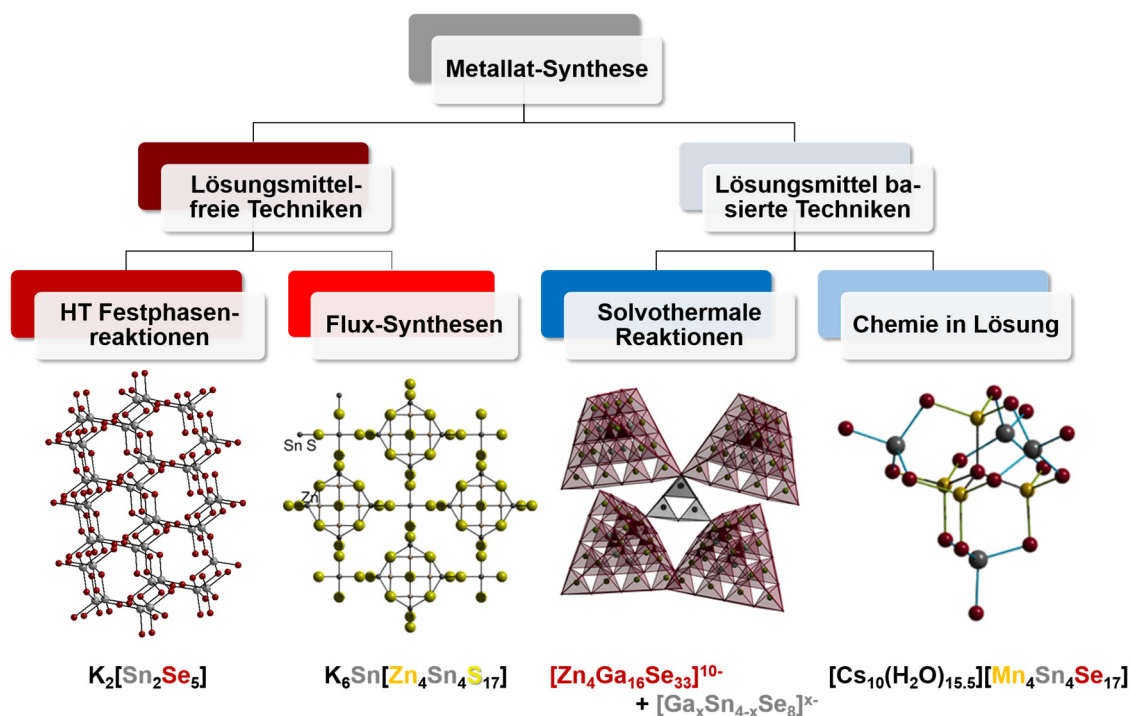 Metallat-Synthese
Lösungsmittel-
freie Techniken
Lösungsmittel ba-
sierte Techniken
HT Festphasen-
reaktionen
Flux-Synthesen
Solvothermale
Reaktionen
Chemie in Lösung
Sn S
Zn
K₂[Sn₂Se₅]
K₆Sn[Zn₄Sn₄S₁₇]
[Zn₄Ga₁₆Se₃₃]¹⁰⁻
+ [GaₓSn₄₋ₓSe₈]ˣ⁻
[Cs₁₀(H₂O)₁₅.₅][Mn₄Sn₄Se₁₇]